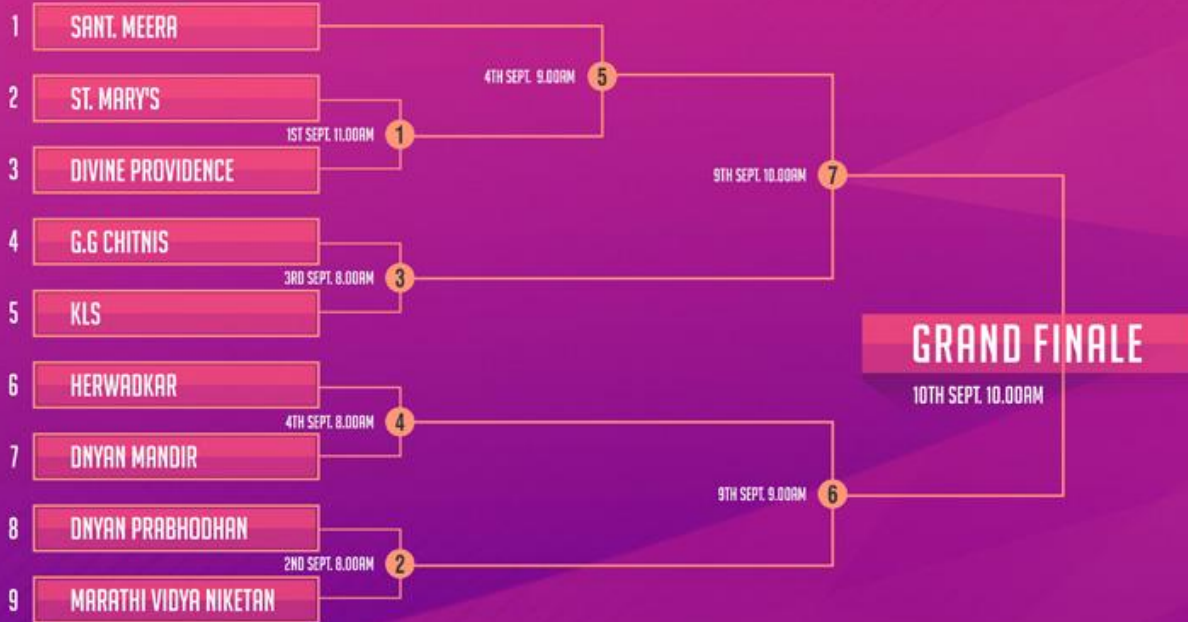 1 SANT. MEERA
2 ST. MARY'S
3 DIVINE PROVIDENCE
4 G.G CHITNIS
5 KLS
6 HERWADKAR
7 DNYAN MANDIR
8 DNYAN PRABHODHAN
9 MARATHI VIDYA NIKETAN
1ST SEPT. 11.00AM 1
3RD SEPT. 8.00AM 3
4TH SEPT. 8.00AM 4
2ND SEPT. 8.00AM 2
4TH SEPT. 9.00AM 5
9TH SEPT. 10.00AM 7
9TH SEPT. 9.00AM 6
GRAND FINALE
10TH SEPT. 10.00AM